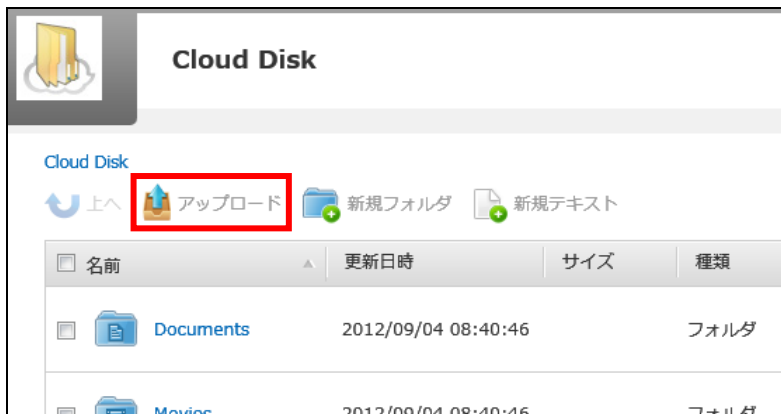 Cloud Disk
Cloud Disk
上へ アップロード 新規フォルダ 新規テキスト
名前 更新日時 サイズ 種類
Documents 2012/09/04 08:40:46 フォルダ
Movies 2012/09/04 08:40:46 フォルダ